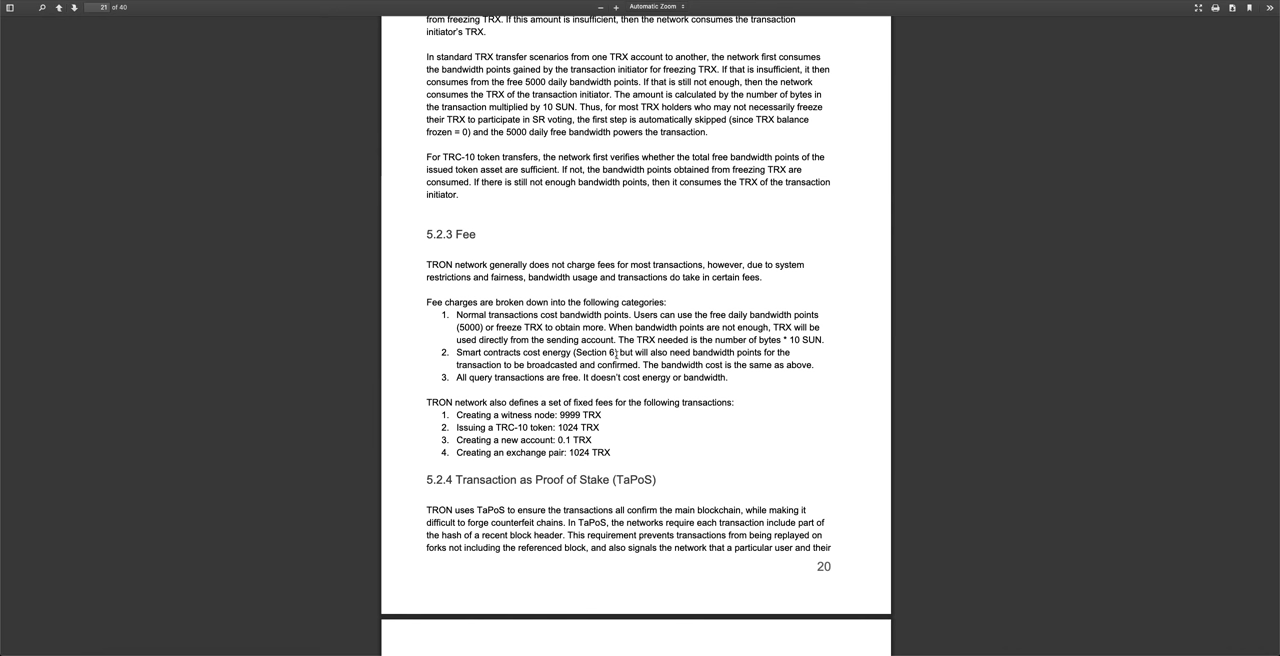 21 of 40
Automatic Zoom
from freezing TRX. If this amount is insufficient, then the network consumes the transaction
initiator's TRX.
In standard TRX transfer scenarios from one TRX account to another, the network first consumes
the bandwidth points gained by the transaction initiator for freezing TRX. If that is insufficient, it then
consumes from the free 5000 daily bandwidth points. If that is still not enough, then the network
consumes the TRX of the transaction initiator. The amount is calculated by the number of bytes in
the transaction multiplied by 10 SUN. Thus, for most TRX holders who may not necessarily freeze
their TRX to participate in SR voting, the first step is automatically skipped (since TRX balance
frozen = 0) and the 5000 daily free bandwidth powers the transaction.
For TRC-10 token transfers, the network first verifies whether the total free bandwidth points of the
issued token asset are sufficient. If not, the bandwidth points obtained from freezing TRX are
consumed. If there is still not enough bandwidth points, then it consumes the TRX of the transaction
initiator.
5.2.3 Fee
TRON network generally does not charge fees for most transactions, however, due to system
restrictions and fairness, bandwidth usage and transactions do take in certain fees.
Fee charges are broken down into the following categories:
1. Normal transactions cost bandwidth points. Users can use the free daily bandwidth points
(5000) or freeze TRX to obtain more. When bandwidth points are not enough, TRX will be
used directly from the sending account. The TRX needed is the number of bytes * 10 SUN.
2. Smart contracts cost energy (Section 6) but will also need bandwidth points for the
transaction to be broadcasted and confirmed. The bandwidth cost is the same as above.
3. All query transactions are free. It doesn't cost energy or bandwidth.
TRON network also defines a set of fixed fees for the following transactions:
1. Creating a witness node: 9999 TRX
2. Issuing a TRC-10 token: 1024 TRX
3. Creating a new account: 0.1 TRX
4. Creating an exchange pair: 1024 TRX
5.2.4 Transaction as Proof of Stake (TaPoS)
TRON uses TaPoS to ensure the transactions all confirm the main blockchain, while making it
difficult to forge counterfeit chains. In TaPoS, the networks require each transaction include part of
the hash of a recent block header. This requirement prevents transactions from being replayed on
forks not including the referenced block, and also signals the network that a particular user and their
20